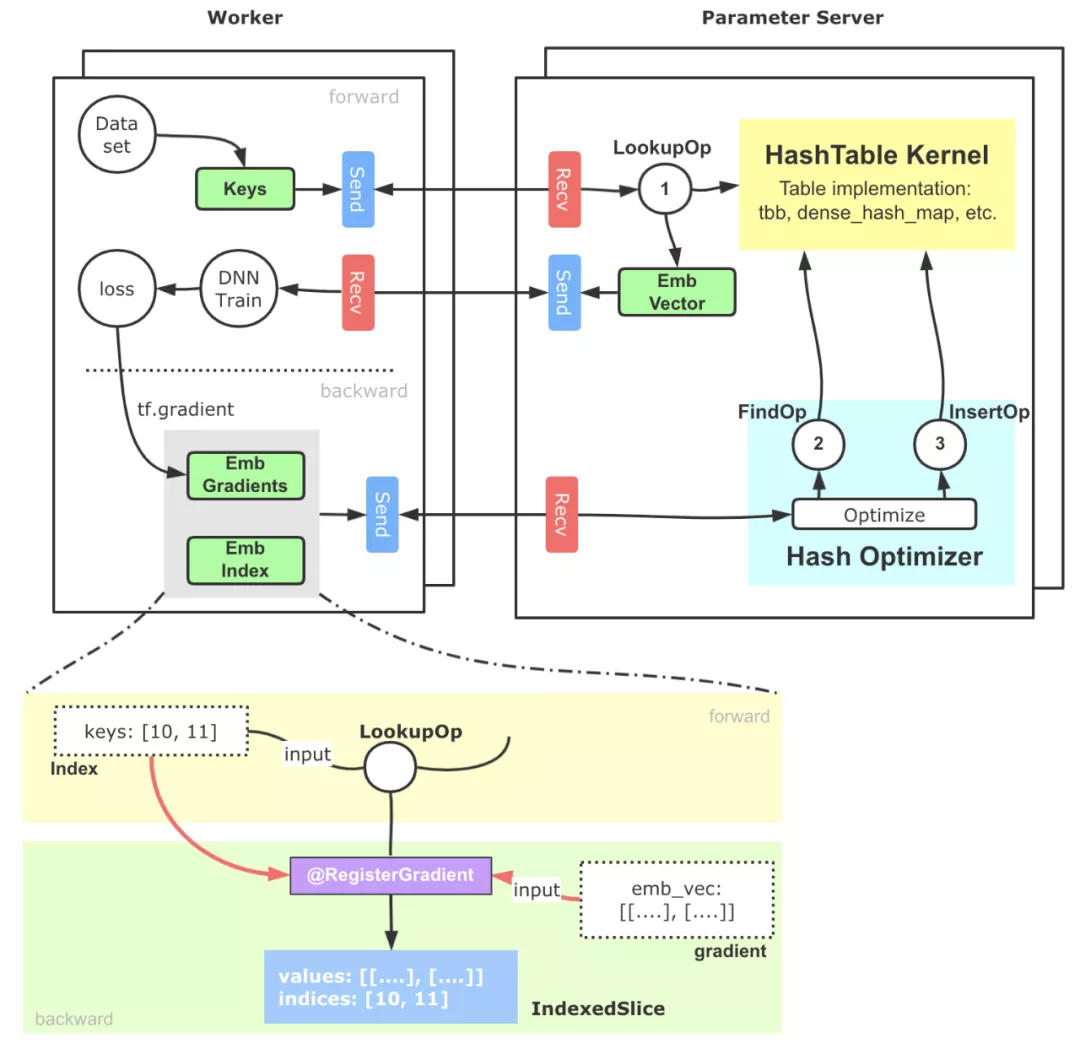 Worker
Parameter Server
forward
Data
set
Keys
Send
Recv
LookupOp
1
HashTable Kernel
Table implementation:
tbb, dense_hash_map, etc.
loss
DNN
Train
Recv
Send
Emb
Vector
backward
tf.gradient
FindOp
InsertOp
2
3
Emb
Gradients
Send
Recv
Optimize
Emb
Index
Hash Optimizer
keys: [10, 11]
Index
input
LookupOp
forward
@RegisterGradient
input
emb_vec:
[[....], [....]]
gradient
values: [[....], [....]]
indices: [10, 11]
IndexedSlice
backward